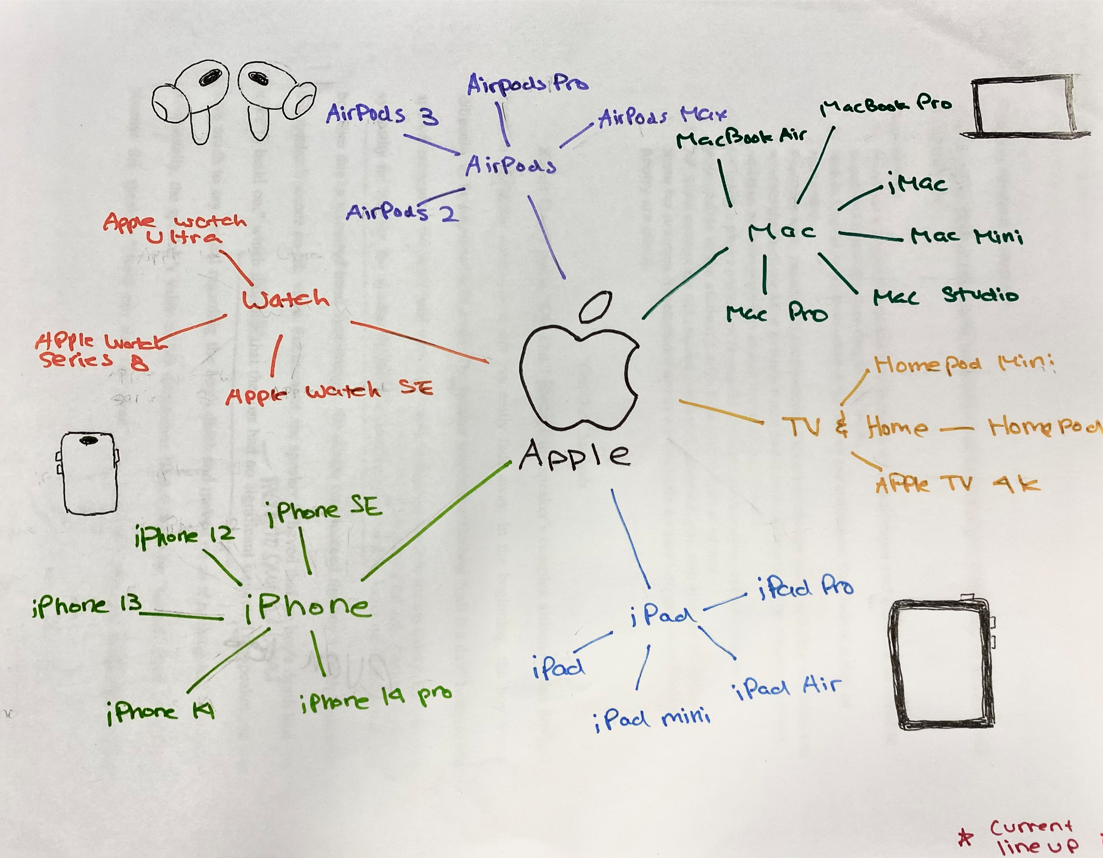 Airpods Pro
AirPods 3
AirPods Max
AirPods
AirPods 2
MacBook Pro
MacBook Air
iMac
Mac
Mac Mini
Mac Studio
Mac Pro
Apple watch
Ultra
Watch
Apple watch
Series 8
Apple Watch SE
Homepod Mini
TV & Home
Homepod
Apple TV 4K
Apple
iPhone SE
iPhone 12
iPhone 13
iPhone
iPhone 14
iPhone 14 pro
iPad Pro
iPad
iPad
iPad Air
iPad mini
* Current
line up